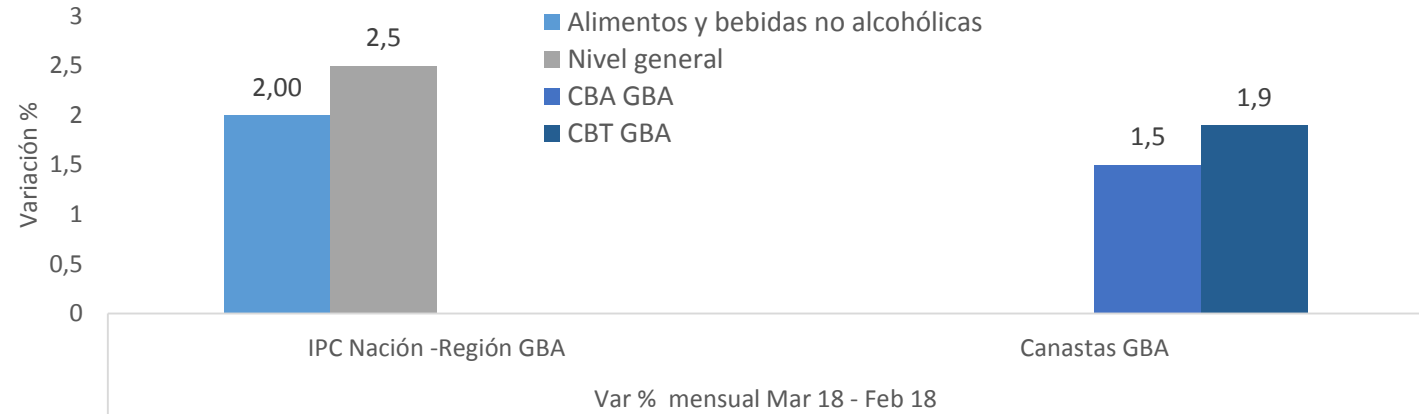 Variación %
3
2,5
2
1,5
1
0,5
0
2,00
2,5
1,5
1,9
Alimentos y bebidas no alcohólicas
Nivel general
CBA GBA
CBT GBA
IPC Nación -Región GBA
Canastas GBA
Var %  mensual Mar 18 - Feb 18